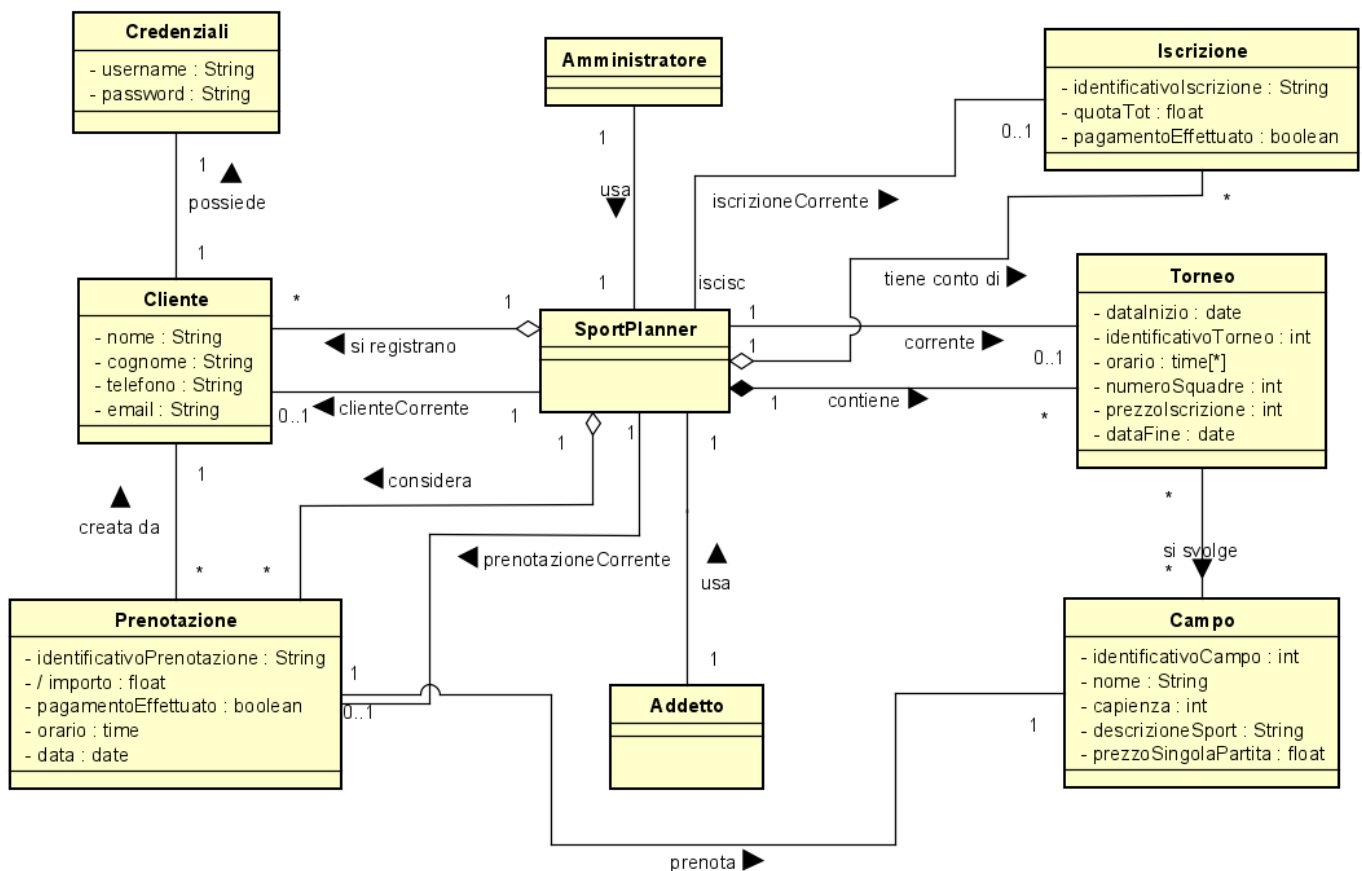 Credenziali
- username : String
- password : String
Amministratore
Iscrizione
- identificativoIscrizione : String
- quotaTot : float
- pagamentoEffettuato : boolean
1
possiede
1
1
usa
1
0..1
iscrizioneCorrente
iscisc
*
tiene conto di
Cliente
- nome : String
- cognome : String
- telefono : String
- email : String
*
1
si registrano
0..1
clienteCorrente
1
SportPlanner
1
corrente
0..1
1
1
contiene
*
Torneo
- dataInizio : date
- identificativoTorneo : int
- orario : time[*]
- numeroSquadre : int
- prezzoIscrizione : int
- dataFine : date
1
creata da
*
1
considera
*
1
prenotazioneCorrente
0..1
1
usa
1
*
si svolge
*
Prenotazione
- identificativoPrenotazione : String
- / importo : float
- pagamentoEffettuato : boolean
- orario : time
- data : date
Addetto
Campo
- identificativoCampo : int
- nome : String
- capienza : int
- descrizioneSport : String
- prezzoSingolaPartita : float
1
prenota
1